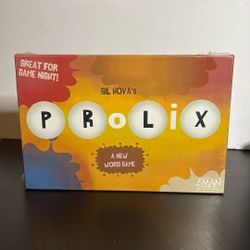 GREAT FOR
GAME NIGHT!
GIL HOVA's
PRoLiX
A NEW
WORD GAME
Z-MAN